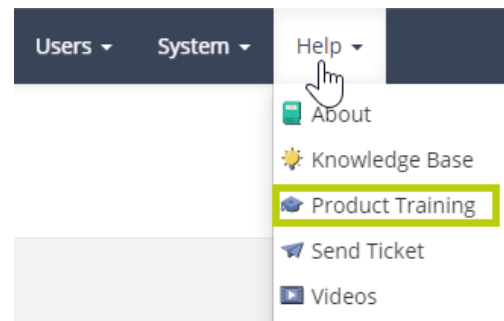 Users System Help
About
Knowledge Base
Product Training
Send Ticket
Videos